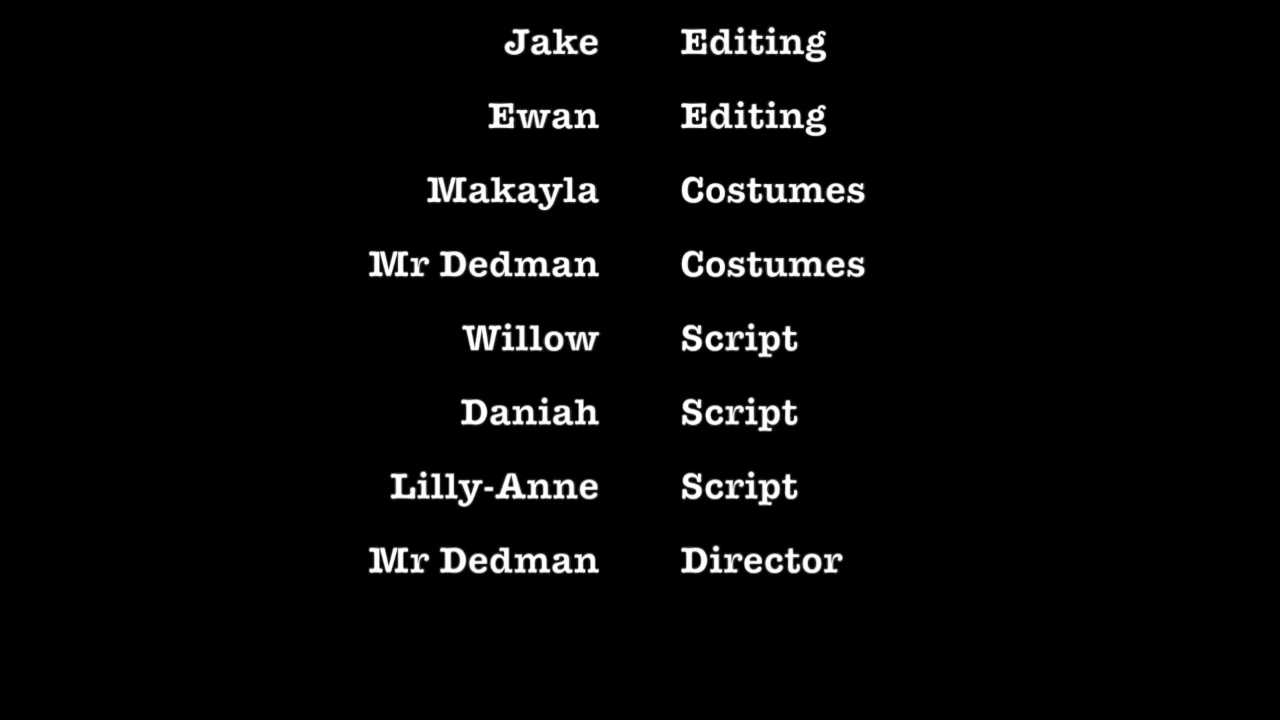 Jake Editing
Ewan Editing
Makayla Costumes
Mr Dedman Costumes
Willow Script
Daniah Script
Lilly-Anne Script
Mr Dedman Director